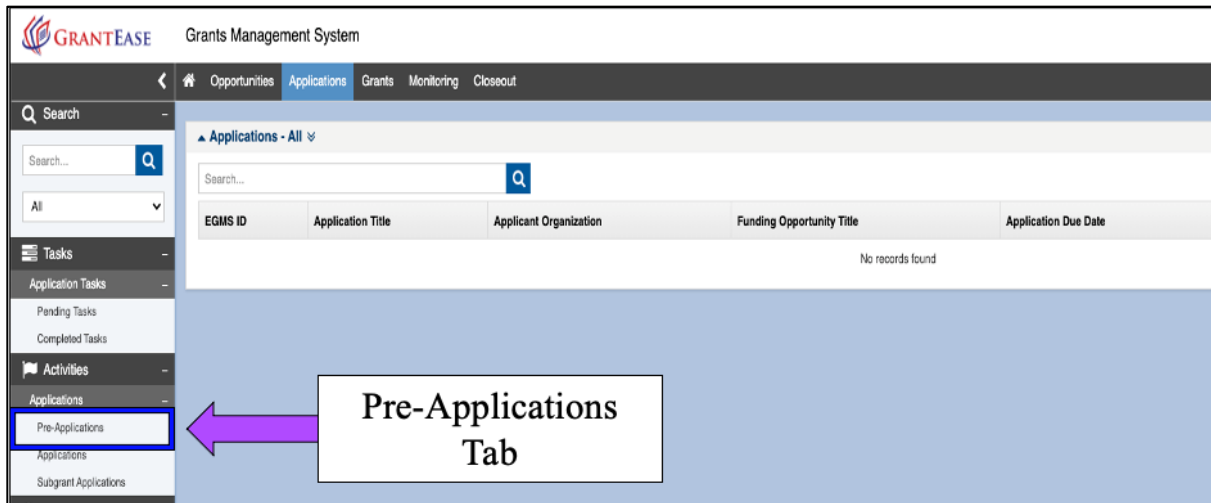 GRANTEASE Grants Management System
Opportunities Applications Grants Monitoring Closeout
Search
Search...
All
Tasks
Application Tasks
Pending Tasks
Completed Tasks
Activities
Applications
Pre-Applications
Applications
Subgrant Applications
Applications - All
Search...
EGMS ID Application Title Applicant Organization Funding Opportunity Title Application Due Date
No records found
Pre-Applications
Tab